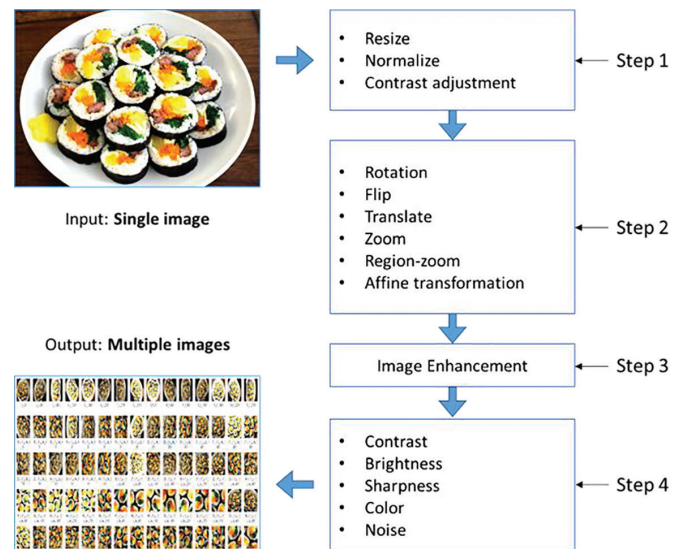 • Resize
• Normalize
• Contrast adjustment
Step 1
Input: Single image
• Rotation
• Flip
• Translate
• Zoom
• Region-zoom
• Affine transformation
Step 2
Output: Multiple images
Image Enhancement
Step 3
• Contrast
• Brightness
• Sharpness
• Color
• Noise
Step 4